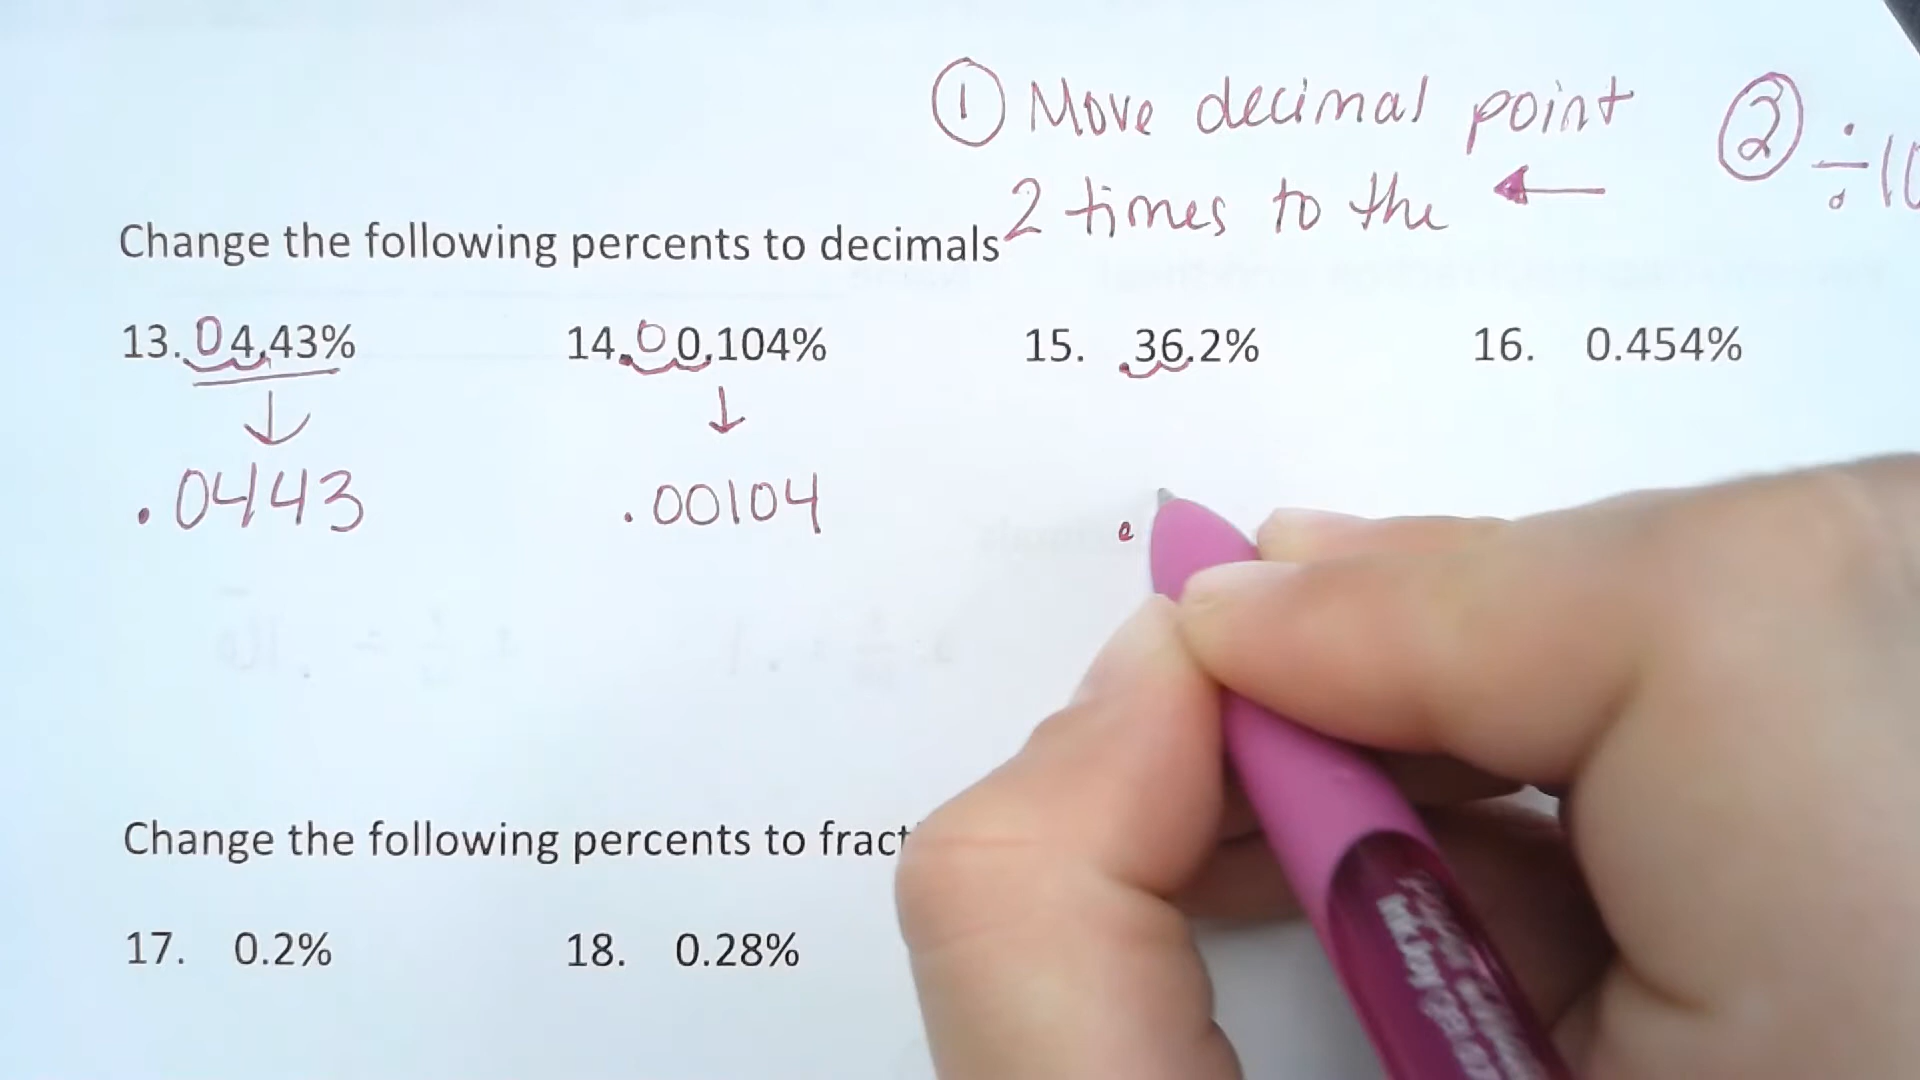 ① Move decimal point ② ÷10
2 times to the ←
Change the following percents to decimals
13. 04.43% 14. 00.104% 15. .36.2% 16. 0.454%
.0443 .00104 .
Change the following percents to fract
17. 0.2% 18. 0.28%